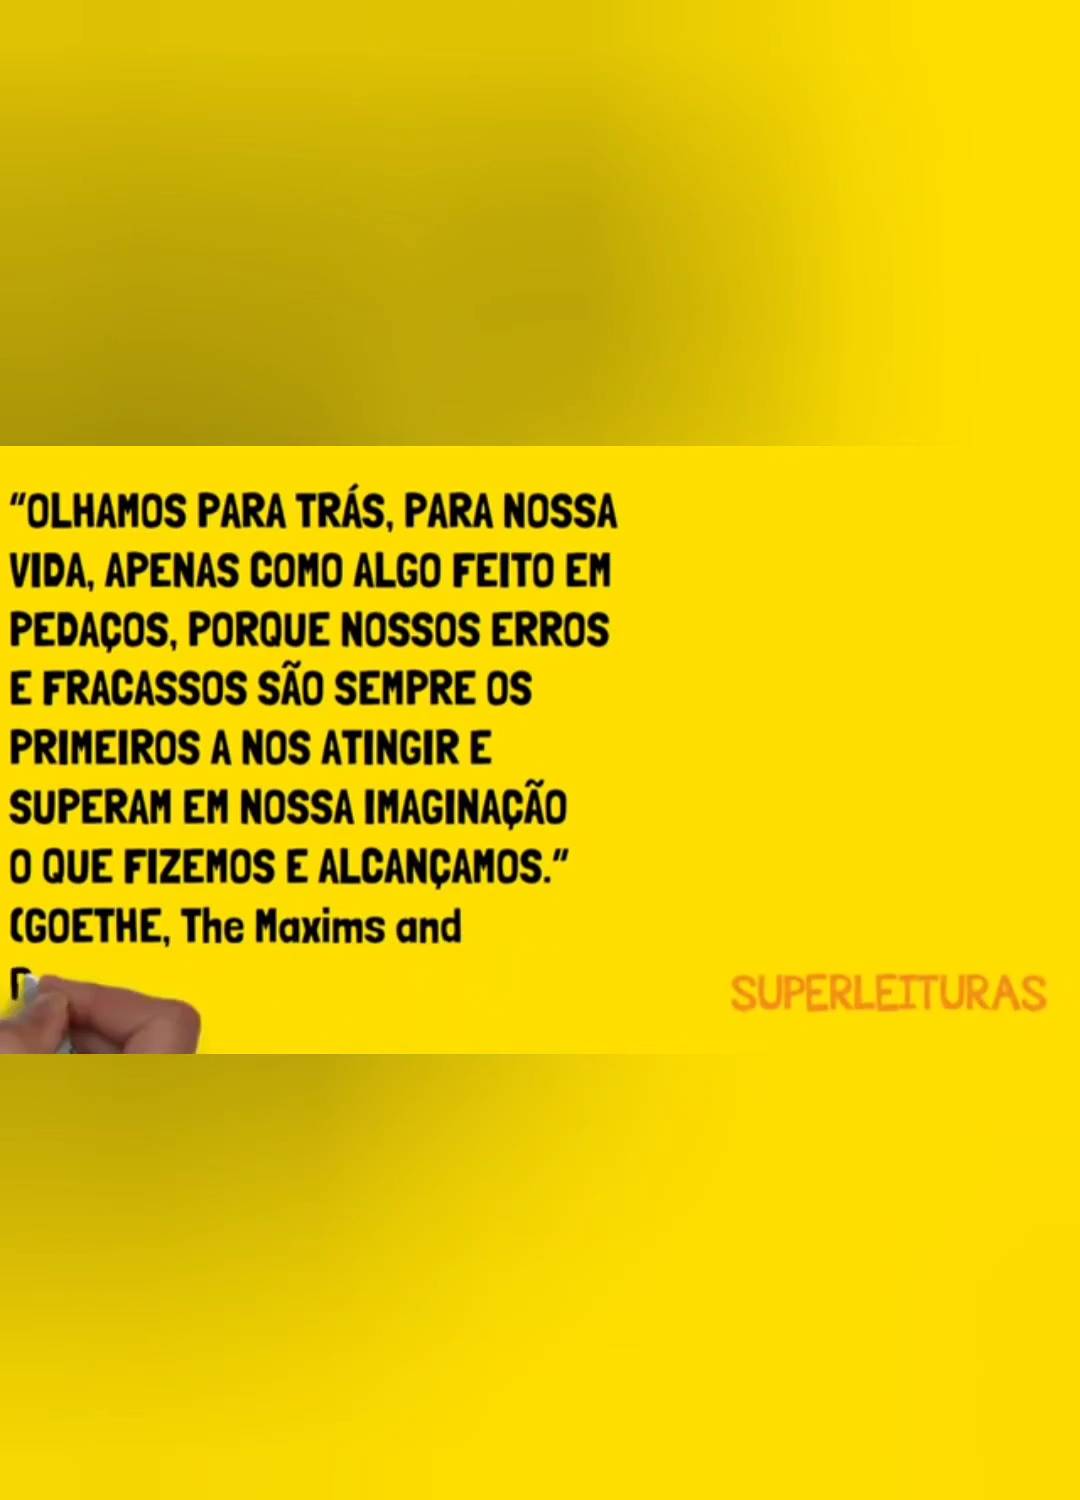 “OLHAMOS PARA TRÁS, PARA NOSSA
VIDA, APENAS COMO ALGO FEITO EM
PEDAÇOS, PORQUE NOSSOS ERROS
E FRACASSOS SÃO SEMPRE OS
PRIMEIROS A NOS ATINGIR E
SUPERAM EM NOSSA IMAGINAÇÃO
O QUE FIZEMOS E ALCANÇAMOS.”
(GOETHE, The Maxims and
SUPERLEITURAS